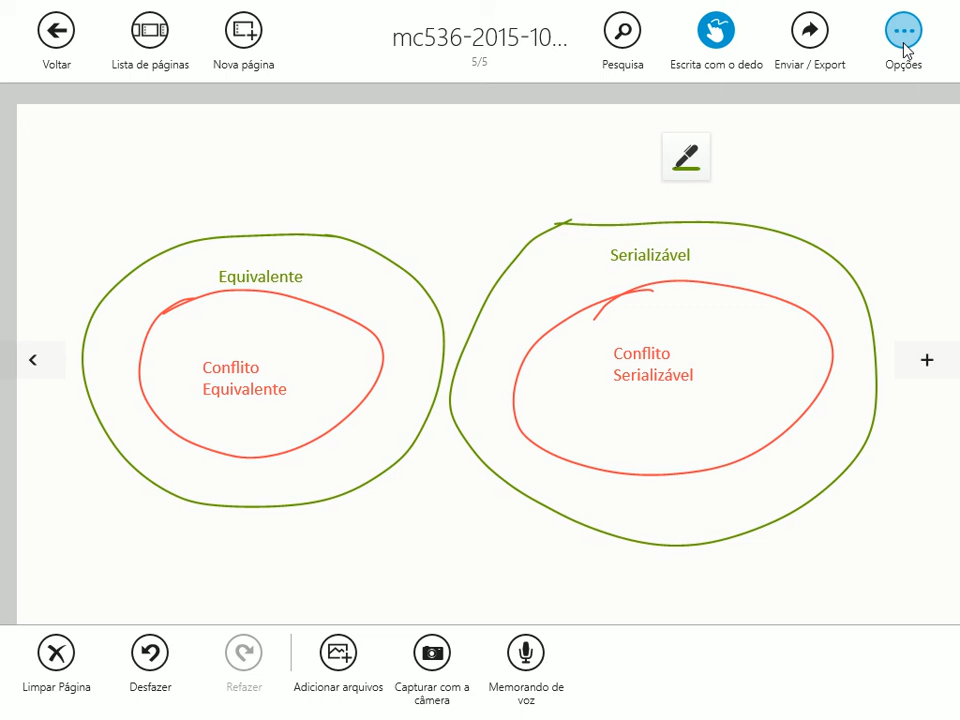 Voltar
Lista de páginas
Nova página
mc536-2015-10...
5/5
Pesquisa
Escrita com o dedo
Enviar / Export
Opções
Equivalente
Conflito
Equivalente
Serializável
Conflito
Serializável
Limpar Página
Desfazer
Refazer
Adicionar arquivos
Capturar com a
câmera
Memorando de
voz